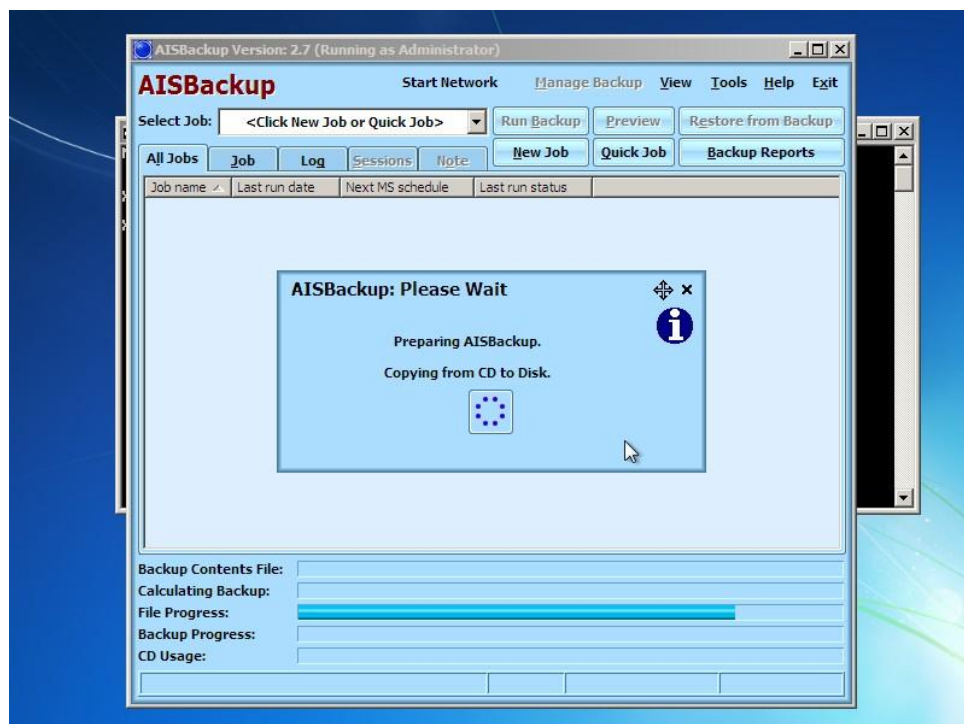 AISBackup Version: 2.7 (Running as Administrator)
AISBackup Start Network Manage Backup View Tools Help Exit
Select Job: <Click New Job or Quick Job> Run Backup Preview Restore from Backup
All Jobs Job Log Sessions Note New Job Quick Job Backup Reports
Job name Last run date Next MS schedule Last run status
AISBackup: Please Wait
Preparing AISBackup.
Copying from CD to Disk.
Backup Contents File:
Calculating Backup:
File Progress:
Backup Progress:
CD Usage: